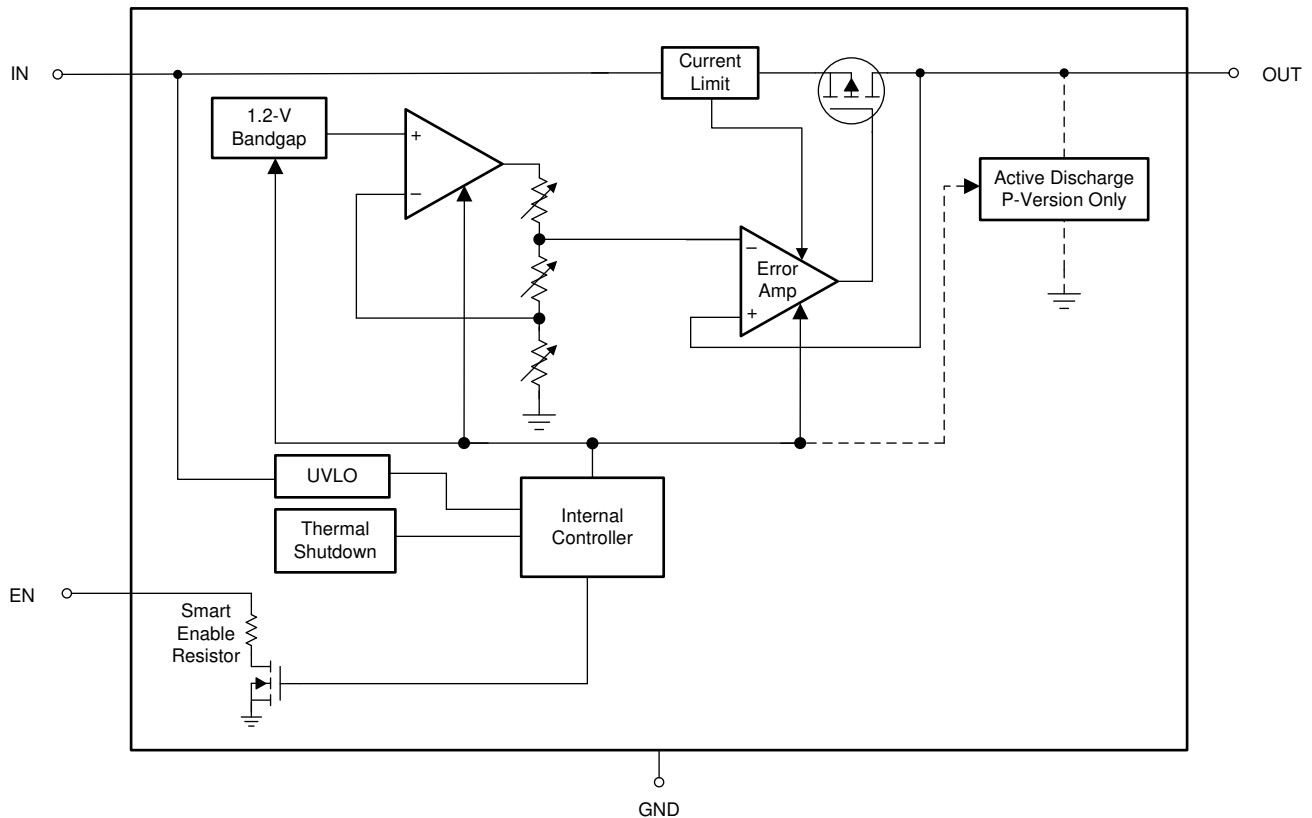 IN
Current
Limit
OUT
1.2-V
Bandgap
+
–
Active Discharge
P-Version Only
–
Error
Amp
+
UVLO
Internal
Controller
Thermal
Shutdown
EN
Smart
Enable
Resistor
GND